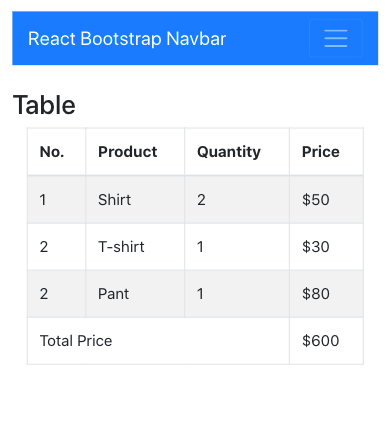 React Bootstrap Navbar
Table
No. Product Quantity Price
1 Shirt 2 $50
2 T-shirt 1 $30
2 Pant 1 $80
Total Price $600